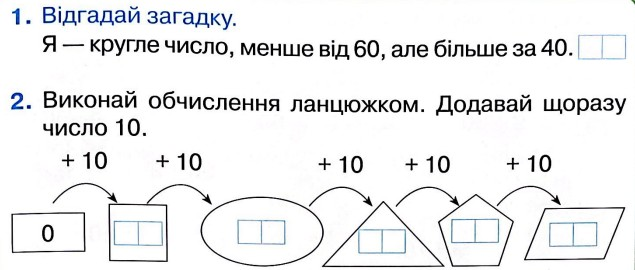 1. Відгадай загадку.
Я — кругле число, менше від 60, але більше за 40.
2. Виконай обчислення ланцюжком. Додавай щоразу
число 10.
+ 10 + 10 + 10 + 10 + 10
0